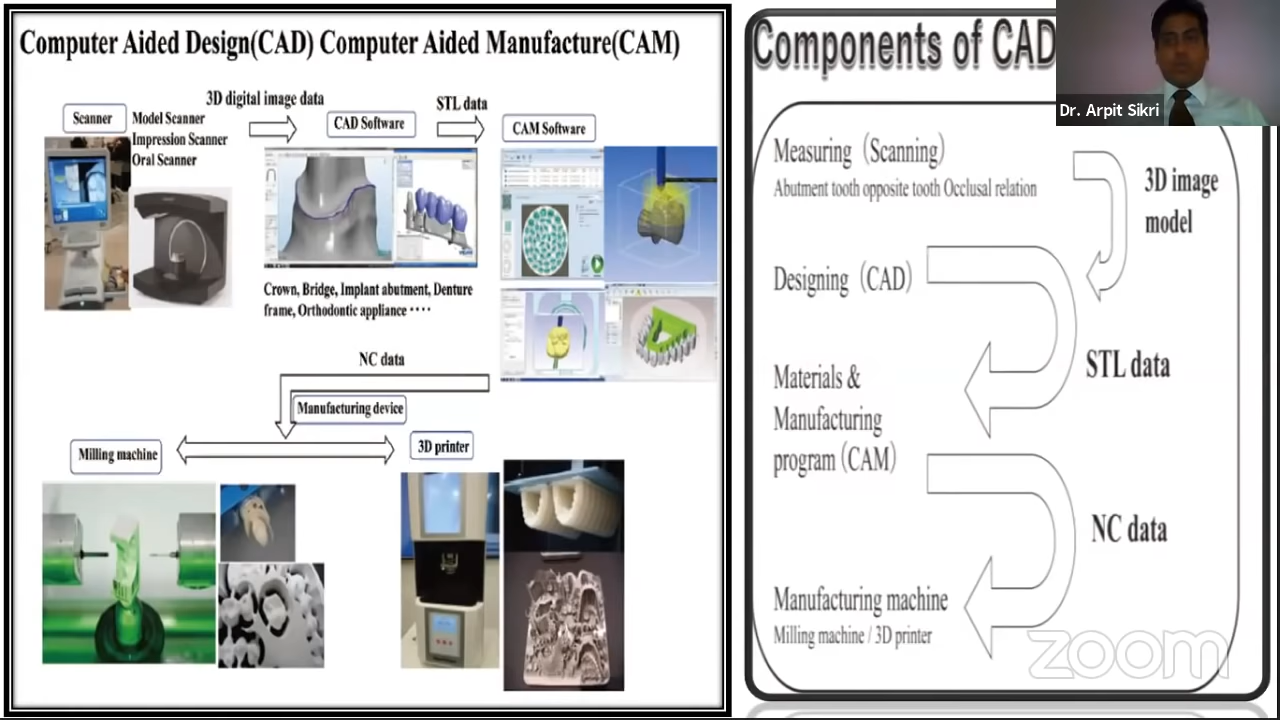 Computer Aided Design(CAD) Computer Aided Manufacture(CAM)
3D digital image data
STL data
Scanner
Model Scanner
Impression Scanner
Oral Scanner
CAD Software
CAM Software
Crown, Bridge, Implant abutment, Denture
frame, Orthodontic appliance ····
NC data
Manufacturing device
Milling machine
3D printer
Components of CAD
Measuring (Scanning)
Abutment tooth opposite tooth Occlusal relation
3D image
model
Designing (CAD)
STL data
Materials &
Manufacturing
program (CAM)
NC data
Manufacturing machine
Milling machine / 3D printer
Dr. Arpit Sikri
zoom